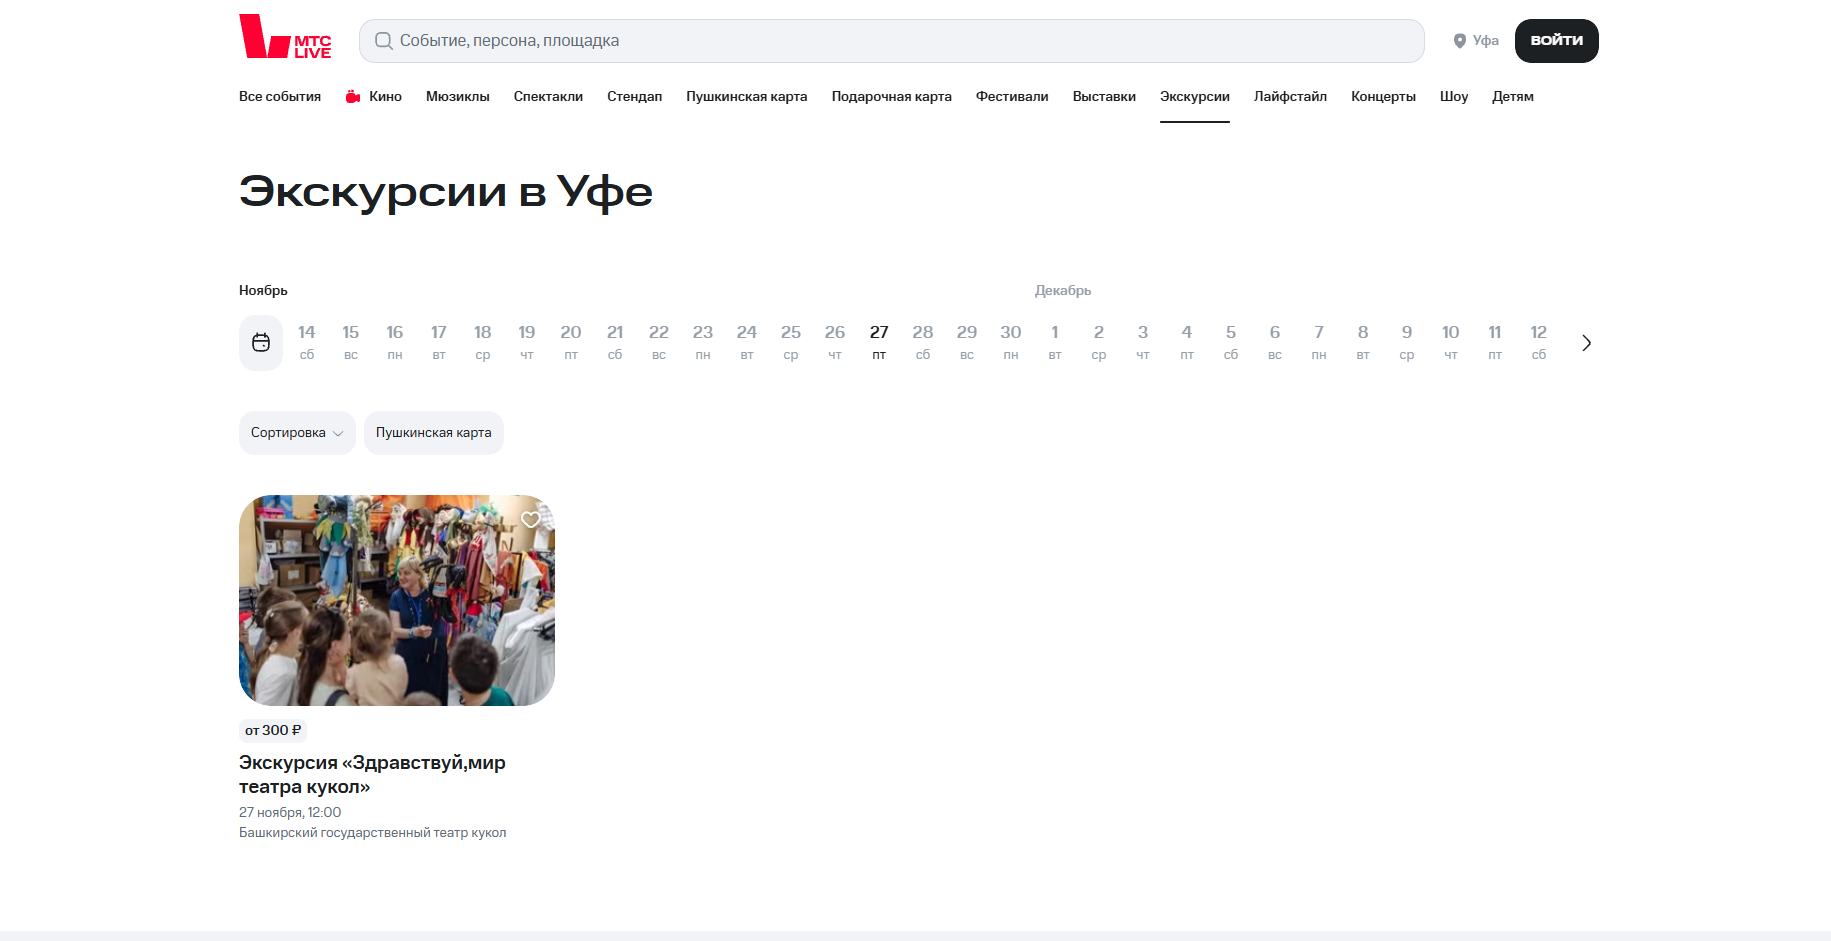 МТС
LIVE
Событие, персона, площадка
Уфа
ВОЙТИ
Все события Кино Мюзиклы Спектакли Стендап Пушкинская карта Подарочная карта Фестивали Выставки Экскурсии Лайфстайл Концерты Шоу Детям
Экскурсии в Уфе
Ноябрь Декабрь
14 15 16 17 18 19 20 21 22 23 24 25 26 27 28 29 30 1 2 3 4 5 6 7 8 9 10 11 12
сб вс пн вт ср чт пт сб вс пн вт ср чт пт сб вс пн вт ср чт пт сб вс пн вт ср чт пт сб
Сортировка Пушкинская карта
от 300 ₽
Экскурсия «Здравствуй,мир
театра кукол»
27 ноября, 12:00
Башкирский государственный театр кукол